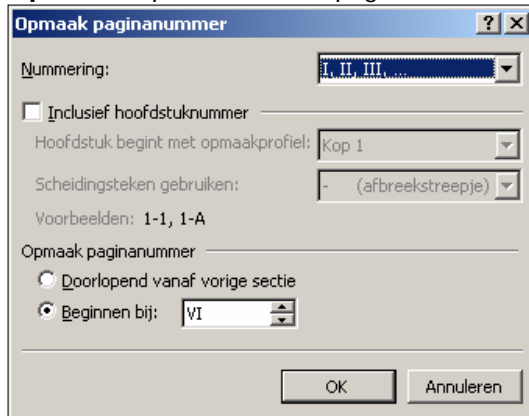 Opmaak paginanummer
Nummering: I, II, III, ...
Inclusief hoofdstuknummer
Hoofdstuk begint met opmaakprofiel: Kop 1
Scheidingsteken gebruiken: - (afbreekstreepje)
Voorbeelden: 1-1, 1-A
Opmaak paginanummer
Doorlopend vanaf vorige sectie
Beginnen bij: VI
OK Annuleren